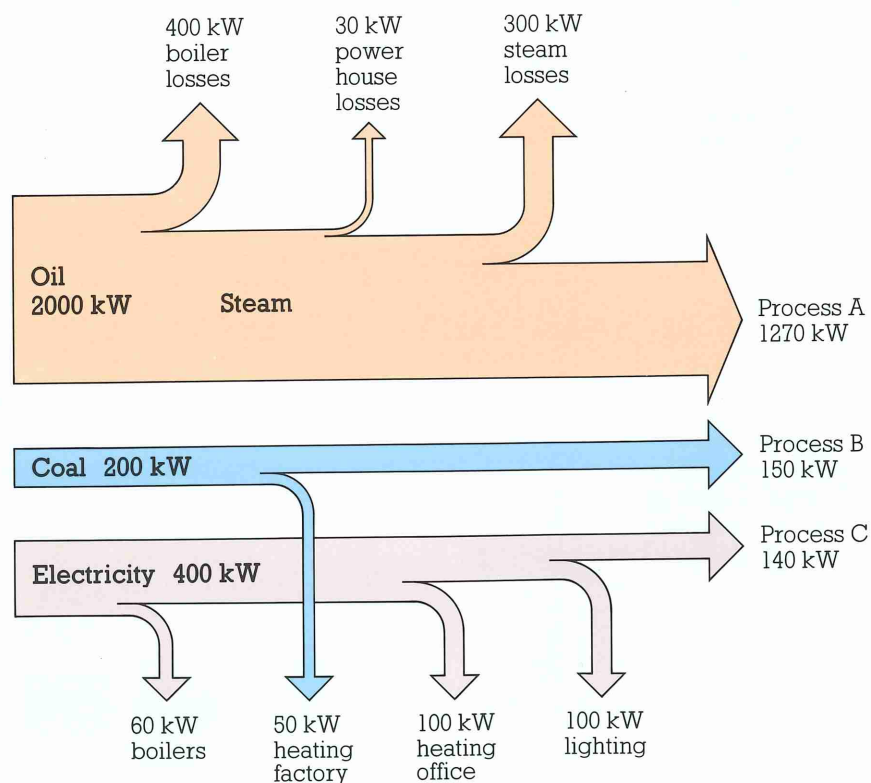 400 kW
boiler
losses
30 kW
power
house
losses
300 kW
steam
losses
Oil
2000 kW
Steam
Process A
1270 kW
Coal 200 kW
Process B
150 kW
Electricity 400 kW
Process C
140 kW
60 kW
boilers
50 kW
heating
factory
100 kW
heating
office
100 kW
lighting